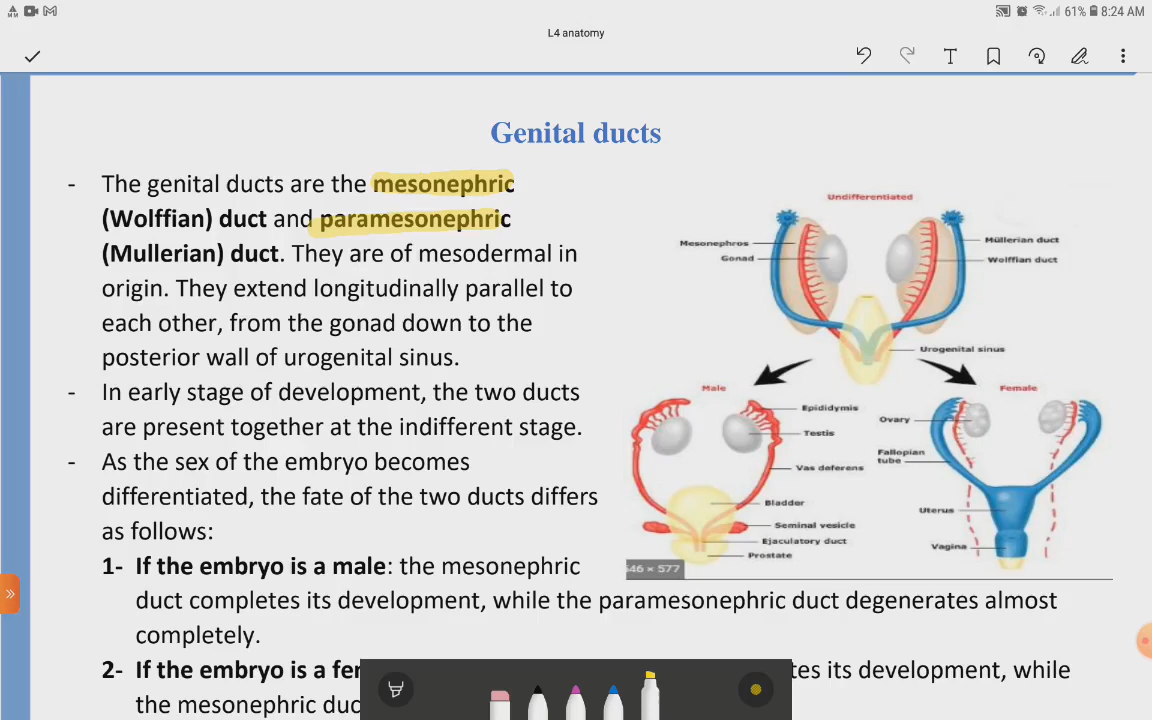 61% 8:24 AM
L4 anatomy
Genital ducts
- The genital ducts are the mesonephric
(Wolffian) duct and paramesonephric
(Mullerian) duct. They are of mesodermal in
origin. They extend longitudinally parallel to
each other, from the gonad down to the
posterior wall of urogenital sinus.
- In early stage of development, the two ducts
are present together at the indifferent stage.
- As the sex of the embryo becomes
differentiated, the fate of the two ducts differs
as follows:
1- If the embryo is a male: the mesonephric
duct completes its development, while the paramesonephric duct degenerates almost
completely.
2- If the embryo is a its development, while
the mesonephric
Undifferentiated
Mesonephros
Gonad
Müllerian duct
Wolffian duct
Urogenital sinus
Male
Epididymis
Testis
Vas deferens
Bladder
Seminal vesicle
Ejaculatory duct
Prostate
Female
Ovary
Fallopian
tube
Uterus
Vagina
46 × 577